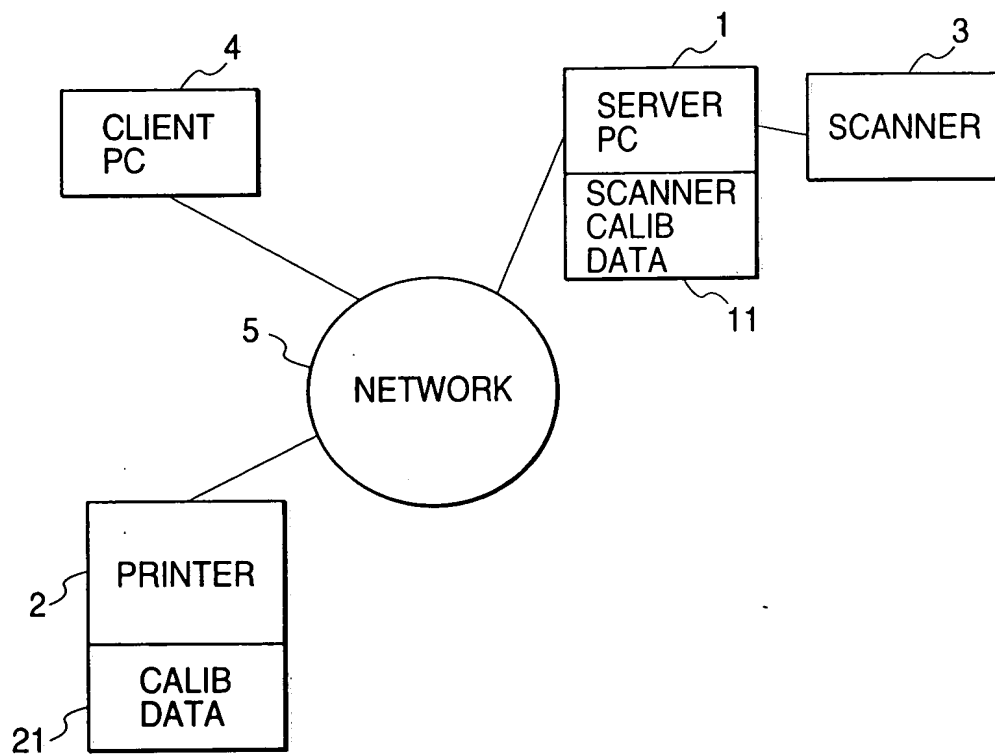 4
CLIENT
PC
1
SERVER
PC
SCANNER
CALIB
DATA
11
3
SCANNER
5
NETWORK
2
PRINTER
CALIB
DATA
21